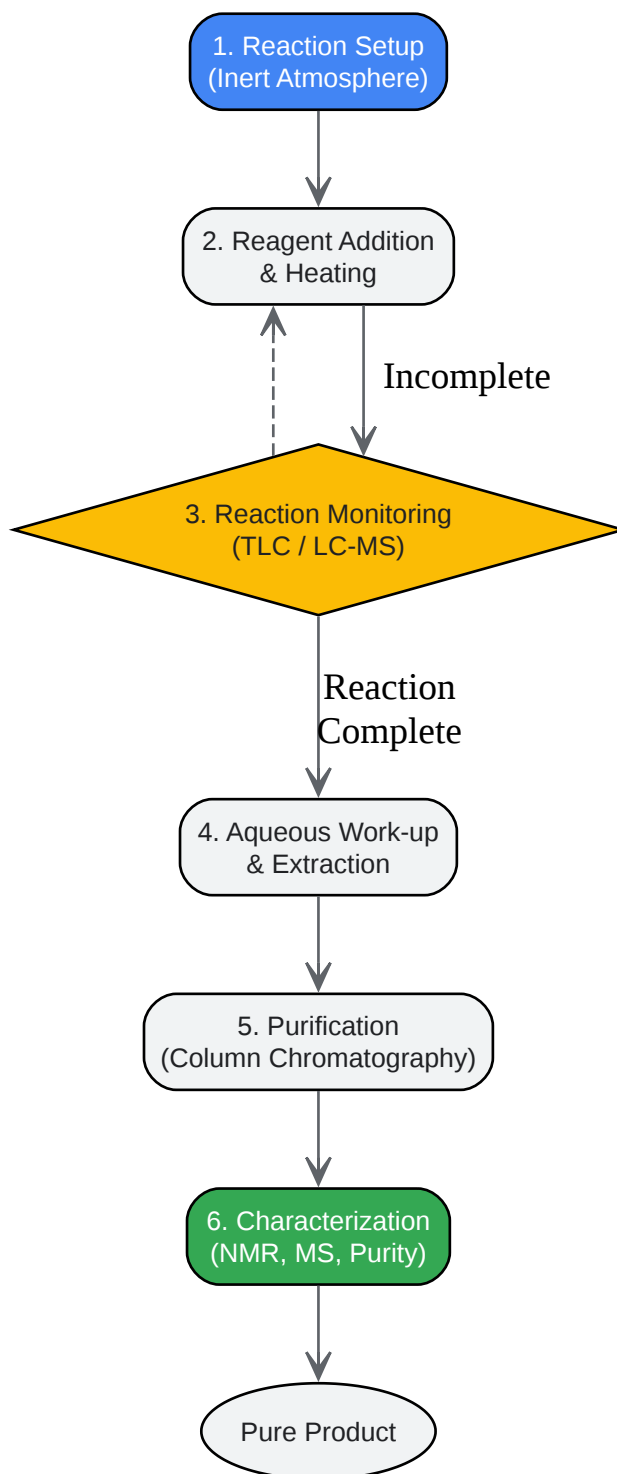 1. Reaction Setup
(Inert Atmosphere)
2. Reagent Addition
& Heating
Incomplete
3. Reaction Monitoring
(TLC / LC-MS)
Reaction
Complete
4. Aqueous Work-up
& Extraction
5. Purification
(Column Chromatography)
6. Characterization
(NMR, MS, Purity)
Pure Product